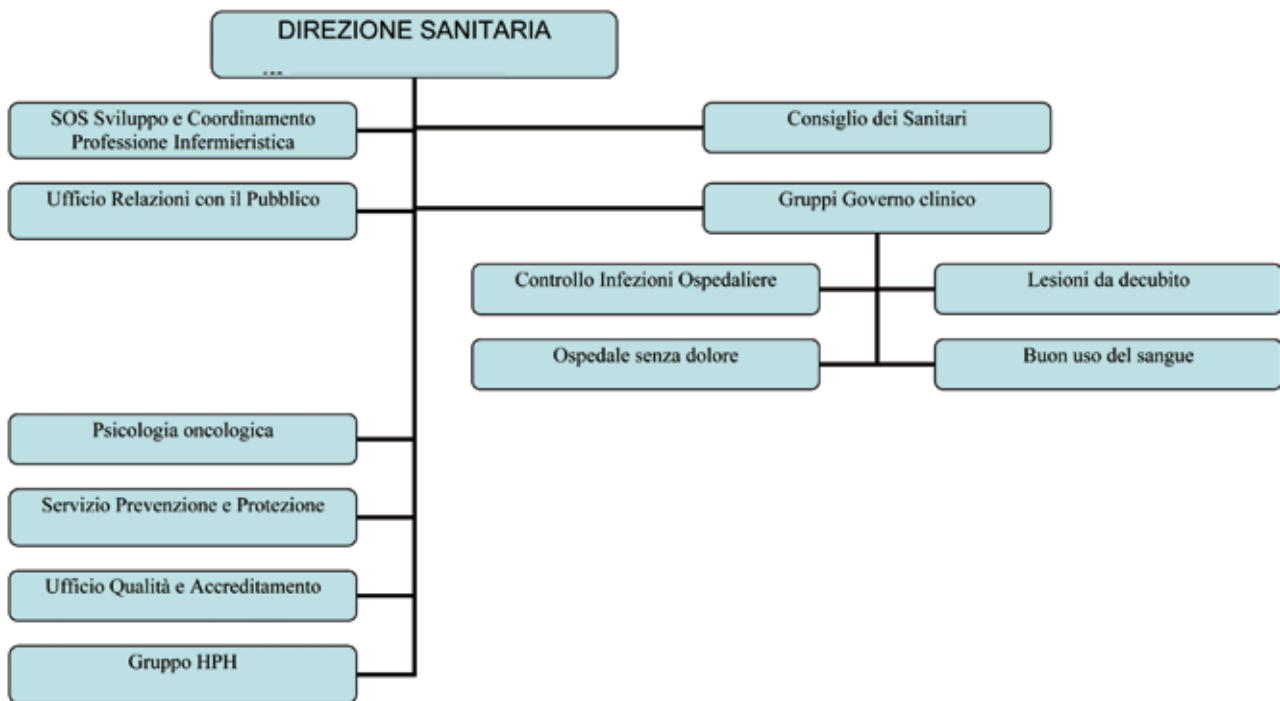 DIREZIONE SANITARIA
SOS Sviluppo e Coordinamento
Professione Infermieristica
Consiglio dei Sanitari
Ufficio Relazioni con il Pubblico
Gruppi Governo clinico
Controllo Infezioni Ospedaliere
Lesioni da decubito
Ospedale senza dolore
Buon uso del sangue
Psicologia oncologica
Servizio Prevenzione e Protezione
Ufficio Qualità e Accreditamento
Gruppo HPH